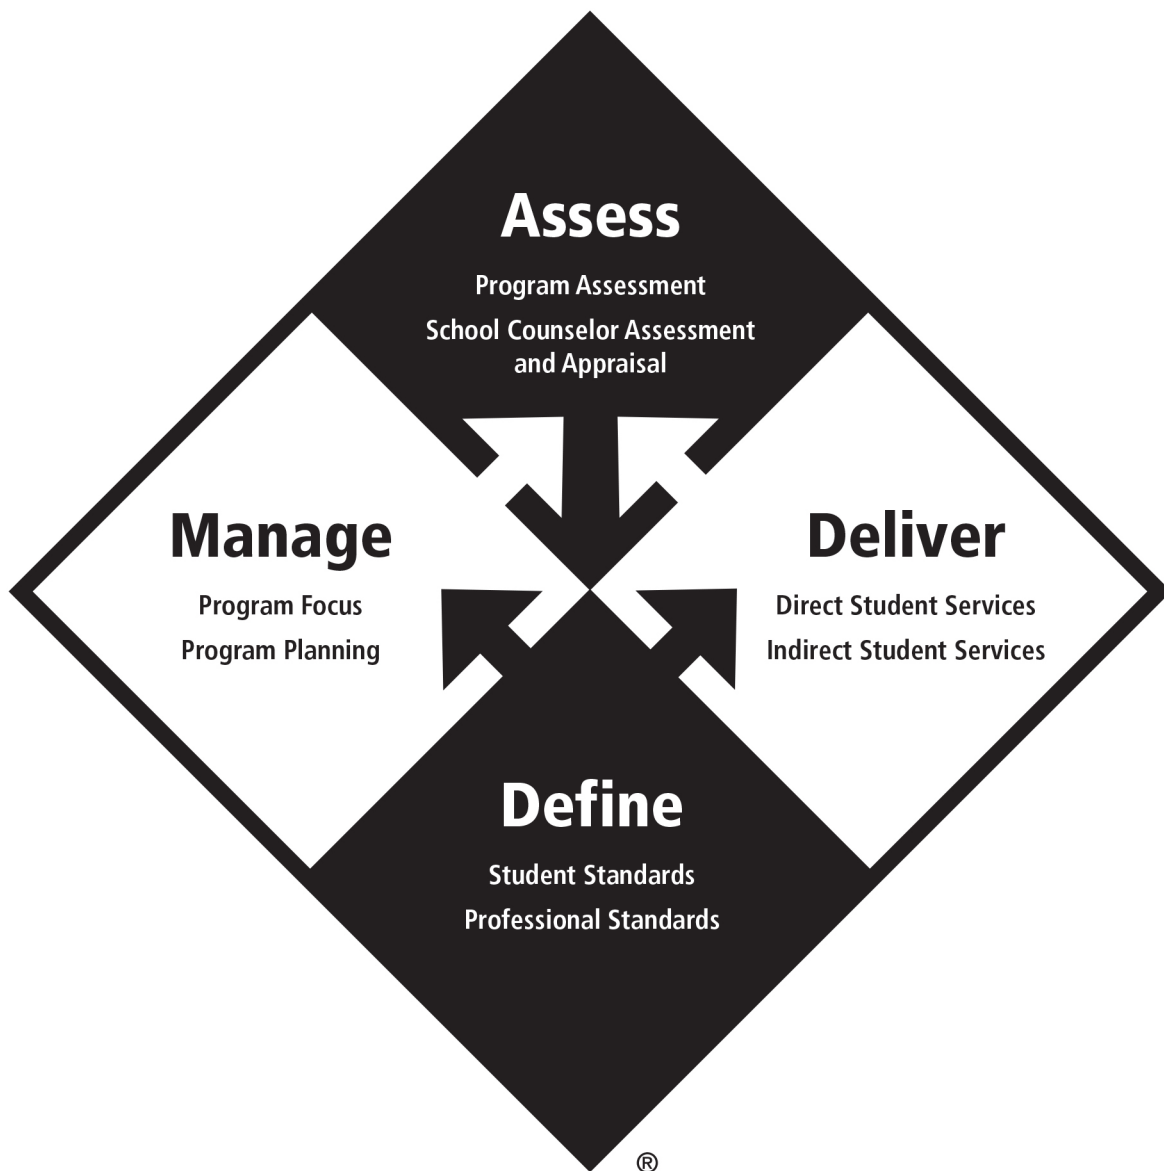 Assess
Program Assessment
School Counselor Assessment
and Appraisal
Manage
Program Focus
Program Planning
Deliver
Direct Student Services
Indirect Student Services
Define
Student Standards
Professional Standards
®